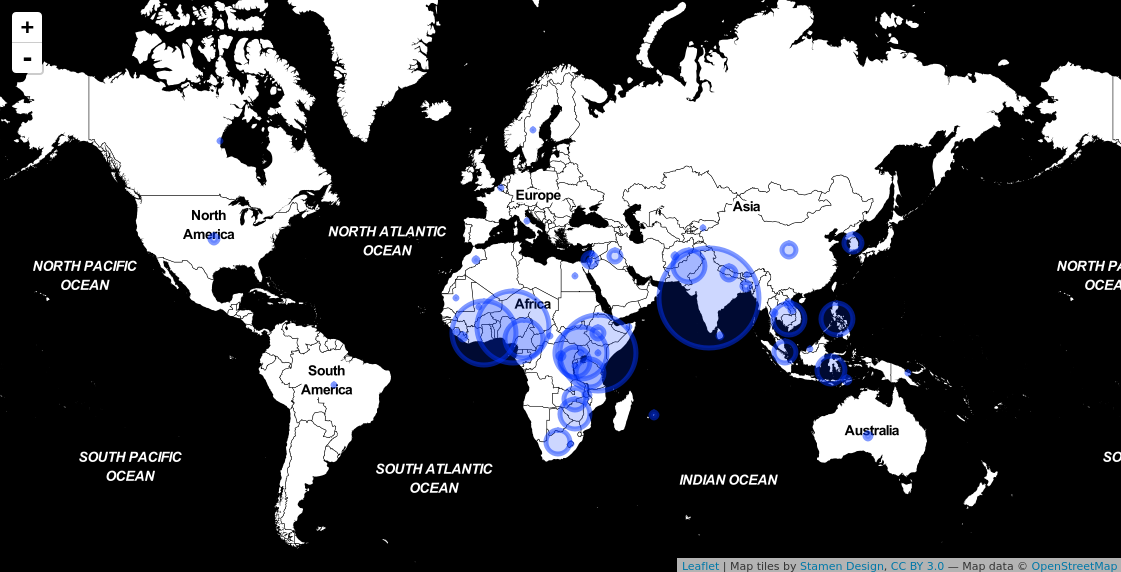 +
-
Europe
Asia
North
America
NORTH ATLANTIC
OCEAN
NORTH PACIFIC
OCEAN
NORTH PA
OCEA
Africa
South
America
Australia
SOUTH PACIFIC
OCEAN
SOUTH ATLANTIC
OCEAN
INDIAN OCEAN
SO
Leaflet | Map tiles by Stamen Design, CC BY 3.0 — Map data © OpenStreetMap